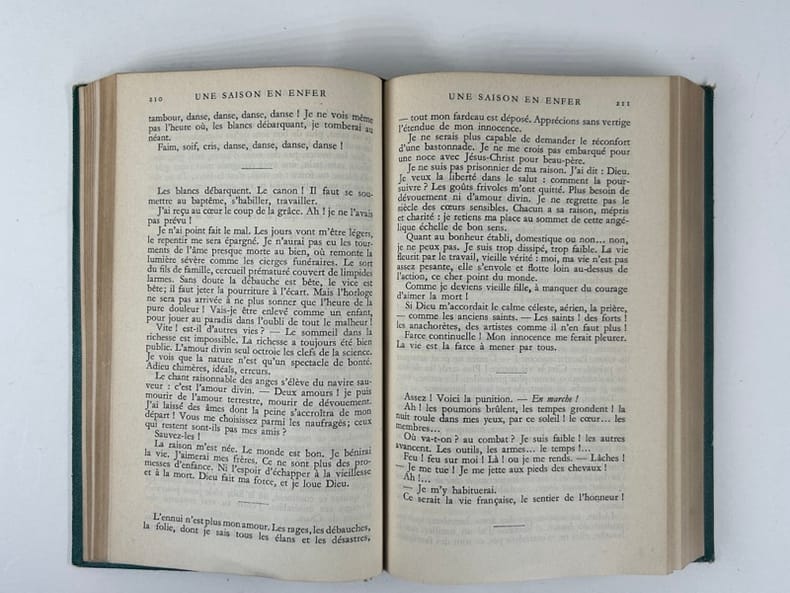 210 UNE SAISON EN ENFER
tambour, danse, danse, danse, danse ! Je ne vois même
pas l'heure où, les blancs débarquant, je tomberai au
néant.
Faim, soif, cris, danse, danse, danse, danse !
Les blancs débarquent. Le canon ! Il faut se sou-
mettre au baptême, s'habiller, travailler.
J'ai reçu au cœur le coup de la grâce. Ah ! je ne l'avais
pas prévu !
Je n'ai point fait le mal. Les jours vont m'être légers,
le repentir me sera épargné. Je n'aurai pas eu les tour-
ments de l'âme presque morte au bien, où remonte la
lumière sévère comme les cierges funéraires. Le sort
du fils de famille, cercueil prématuré couvert de limpides
larmes. Sans doute la débauche est bête, le vice est
bête ; il faut jeter la pourriture à l'écart. Mais l'horloge
ne sera pas arrivée à ne plus sonner que l'heure de la
pure douleur ! Vais-je être enlevé comme un enfant,
pour jouer au paradis dans l'oubli de tout le malheur !
Vite ! est-il d'autres vies ? — Le sommeil dans la
richesse est impossible. La richesse a toujours été bien
public. L'amour divin seul octroie les clefs de la science.
Je vois que la nature n'est qu'un spectacle de bonté.
Adieu chimères, idéals, erreurs.
Le chant raisonnable des anges s'élève du navire sau-
veur : c'est l'amour divin. — Deux amours ! je puis
mourir de l'amour terrestre, mourir de dévouement.
J'ai laissé des âmes dont la peine s'accroîtra de mon
départ ! Vous me choisissez parmi les naufragés ; ceux
qui restent sont-ils pas mes amis ?
Sauvez-les !
La raison m'est née. Le monde est bon. Je bénirai
la vie. J'aimerai mes frères. Ce ne sont plus des pro-
messes d'enfance. Ni l'espoir d'échapper à la vieillesse
et à la mort. Dieu fait ma force, et je loue Dieu.
L'ennui n'est plus mon amour. Les rages, les débauches,
la folie, dont je sais tous les élans et les désastres,
UNE SAISON EN ENFER 211
— tout mon fardeau est déposé. Apprécions sans vertige
l'étendue de mon innocence.
Je ne serais plus capable de demander le réconfort
d'une bastonnade. Je ne me crois pas embarqué pour
une noce avec Jésus-Christ pour beau-père.
Je ne suis pas prisonnier de ma raison. J'ai dit : Dieu.
Je veux la liberté dans le salut : comment la pour-
suivre ? Les goûts frivoles m'ont quitté. Plus besoin de
dévouement ni d'amour divin. Je ne regrette pas le
siècle des cœurs sensibles. Chacun a sa raison, mépris
et charité : je retiens ma place au sommet de cette angé-
lique échelle de bon sens.
Quant au bonheur établi, domestique ou non... non,
je ne peux pas. Je suis trop dissipé, trop faible. La vie
fleurit par le travail, vieille vérité : moi, ma vie n'est pas
assez pesante, elle s'envole et flotte loin au-dessus de
l'action, ce cher point du monde.
Comme je deviens vieille fille, à manquer du courage
d'aimer la mort !
Si Dieu m'accordait le calme céleste, aérien, la prière,
— comme les anciens saints. — Les saints ! des forts !
les anachorètes, des artistes comme il n'en faut plus !
Farce continuelle ! Mon innocence me ferait pleurer.
La vie est la farce à mener par tous.
Assez ! Voici la punition. — En marche !
Ah ! les poumons brûlent, les tempes grondent ! la
nuit roule dans mes yeux, par ce soleil ! le cœur... les
membres...
Où va-t-on ? au combat ? Je suis faible ! les autres
avancent. Les outils, les armes... le temps !...
Feu ! feu sur moi ! Là ! ou je me rends. — Lâches !
— Je me tue ! Je me jette aux pieds des chevaux !
Ah !...
— Je m'y habituerai.
Ce serait la vie française, le sentier de l'honneur !